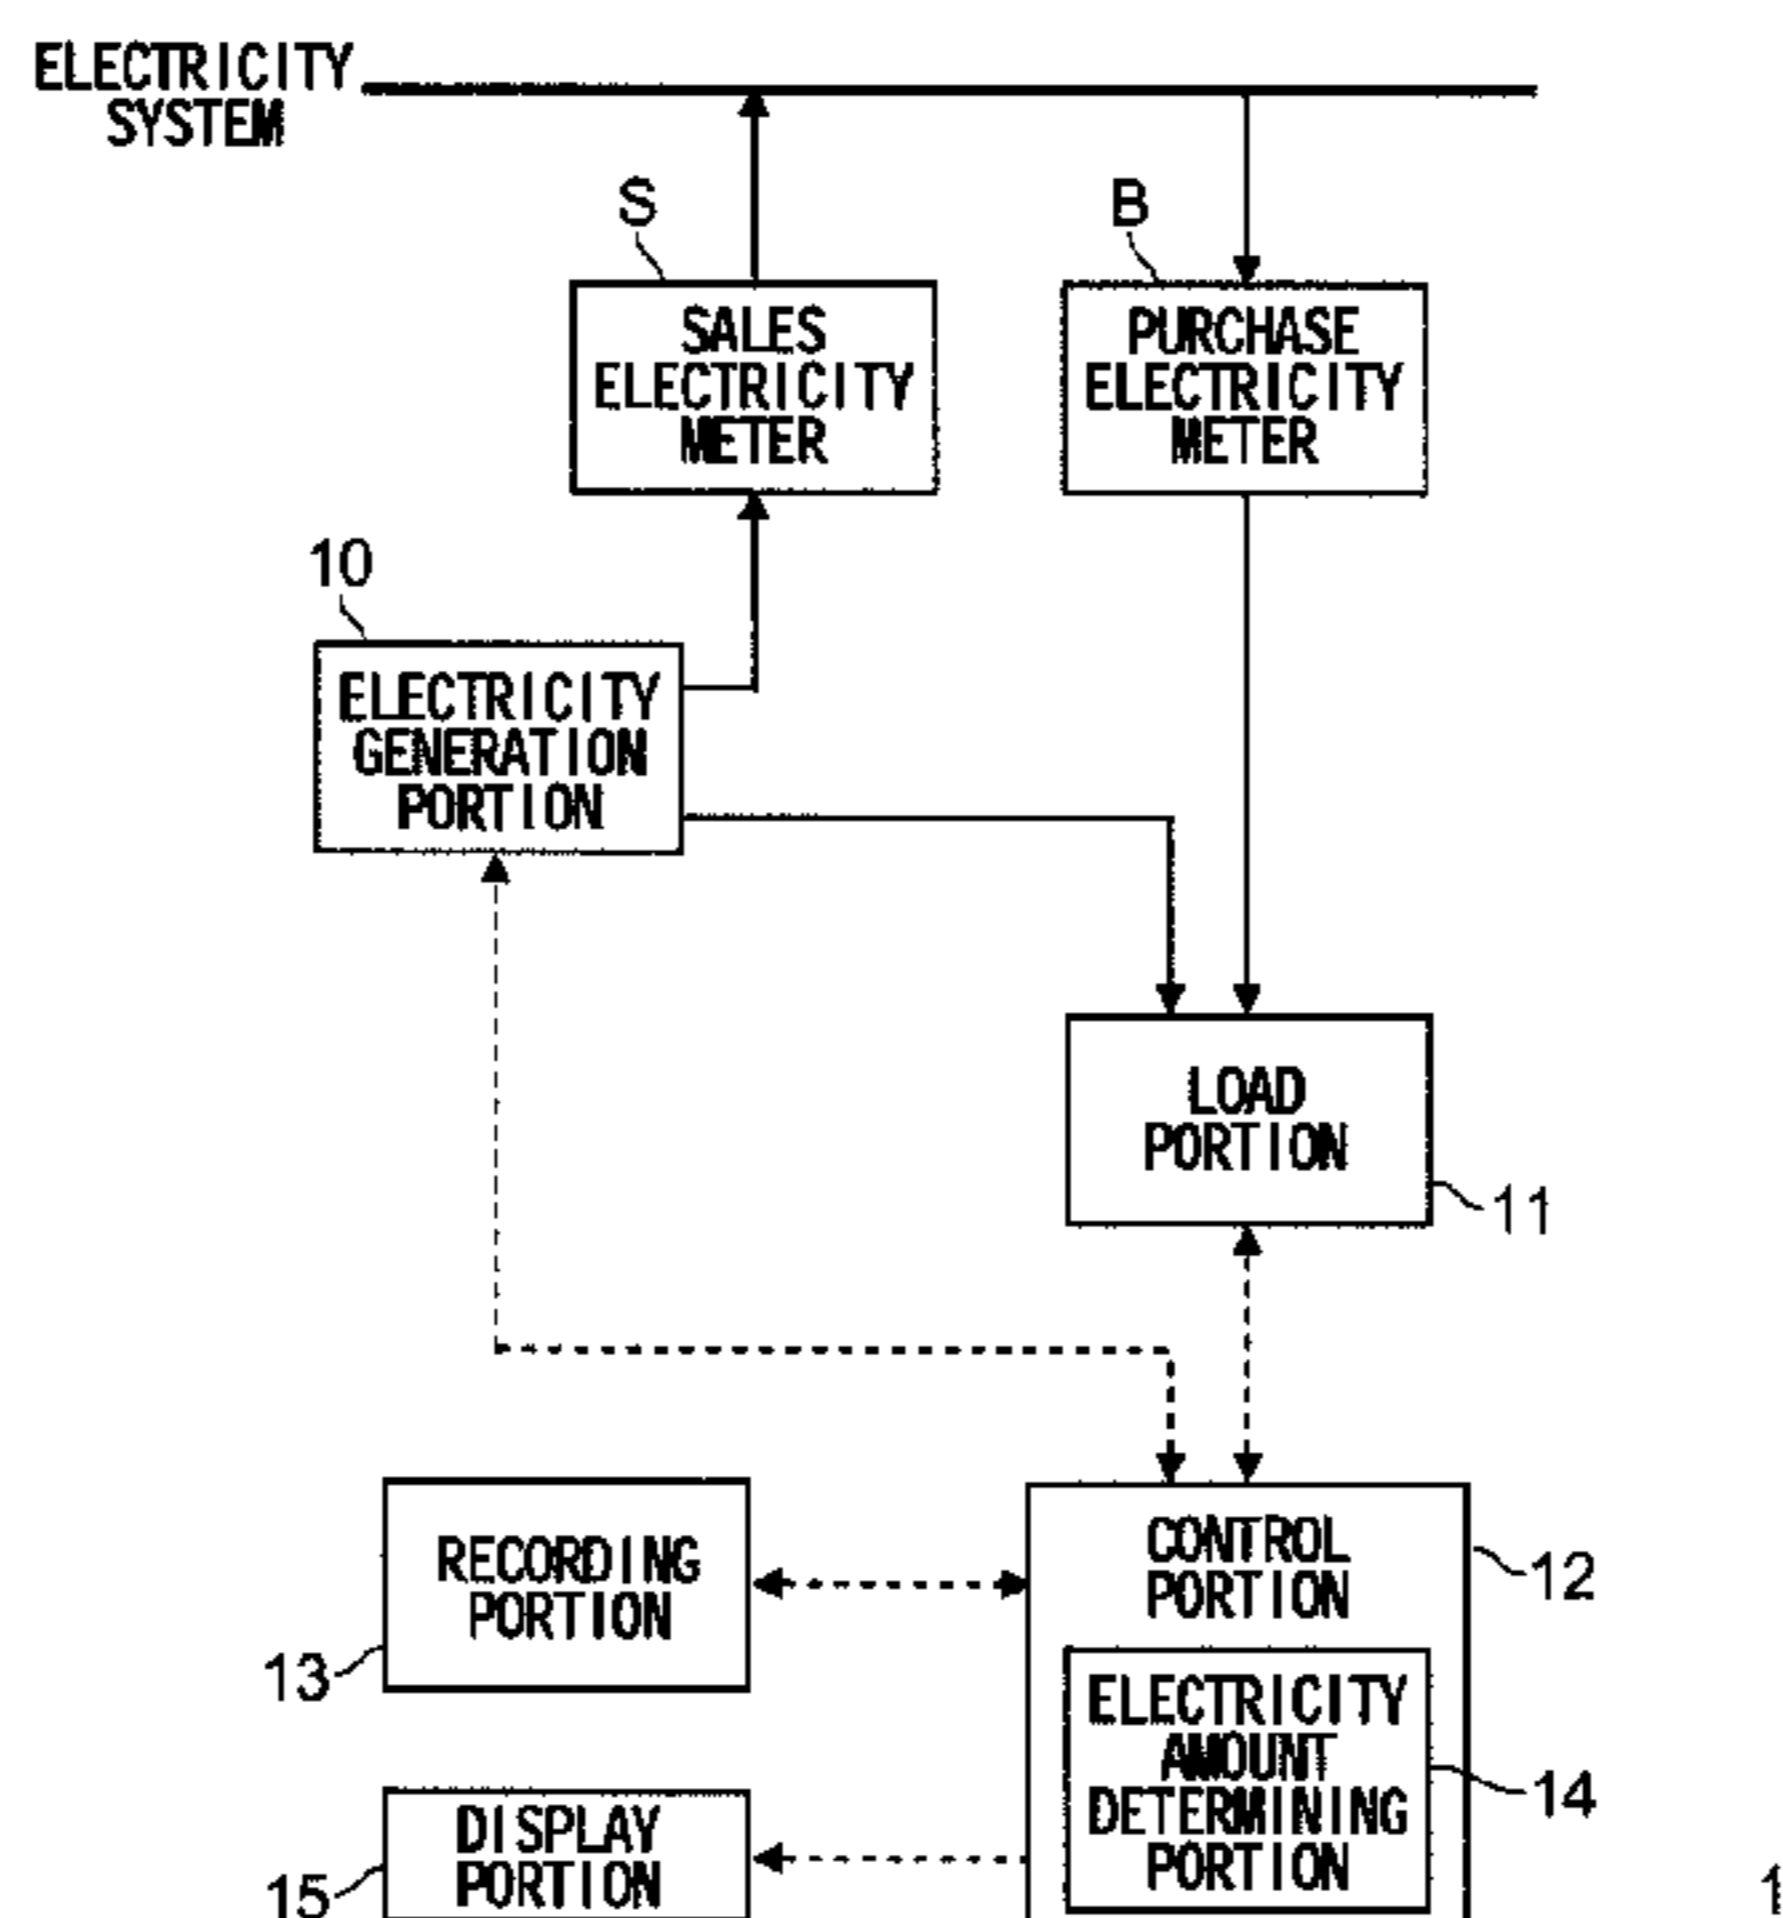 ELECTRICITY
SYSTEM
S
B
SALES
ELECTRICITY
METER
PURCHASE
ELECTRICITY
METER
10
ELECTRICITY
GENERATION
PORTION
LOAD
PORTION
11
CONTROL
PORTION
12
RECORDING
PORTION
13
ELECTRICITY
AMOUNT
DETERMINING
PORTION
14
DISPLAY
PORTION
15
1